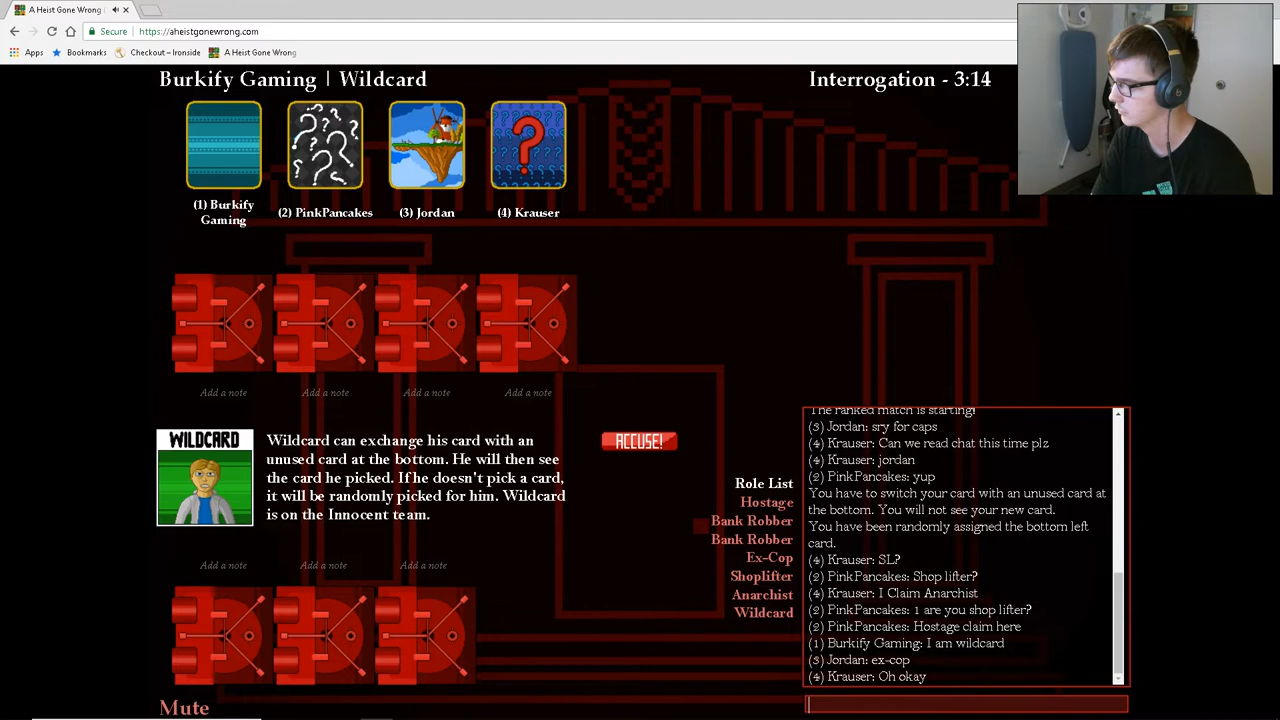 A Heist Gone Wrong
Secure | https://aheistgonewrong.com
Apps Bookmarks Checkout – Ironside A Heist Gone Wrong
Burkify Gaming | Wildcard
Interrogation - 3:14
(1) Burkify Gaming
(2) PinkPancakes
(3) Jordan
(4) Krauser
Add a note Add a note Add a note Add a note
WILDCARD
Wildcard can exchange his card with an
unused card at the bottom. He will then see
the card he picked. If he doesn't pick a card,
it will be randomly picked for him. Wildcard
is on the Innocent team.
ACCUSE!
Add a note Add a note Add a note
Role List
Hostage
Bank Robber
Bank Robber
Ex-Cop
Shoplifter
Anarchist
Wildcard
The ranked match is starting!
(3) Jordan: sry for caps
(4) Krauser: Can we read chat this time plz
(4) Krauser: jordan
(2) PinkPancakes: yup
You have to switch your card with an unused card at
the bottom. You will not see your new card.
You have been randomly assigned the bottom left
card.
(4) Krauser: SL?
(2) PinkPancakes: Shop lifter?
(4) Krauser: I Claim Anarchist
(2) PinkPancakes: 1 are you shop lifter?
(2) PinkPancakes: Hostage claim here
(1) Burkify Gaming: I am wildcard
(3) Jordan: ex-cop
(4) Krauser: Oh okay
Mute